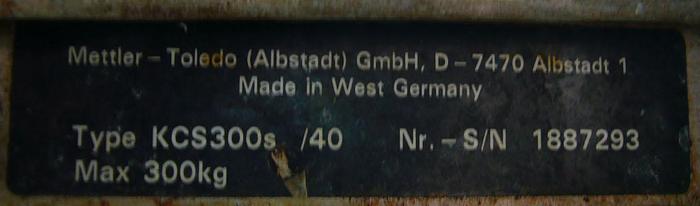 Mettler - Toledo (Albstadt) GmbH, D - 7470 Albstadt 1
Made in West Germany
Type KCS300s /40 Nr. - S/N 1887293
Max 300kg